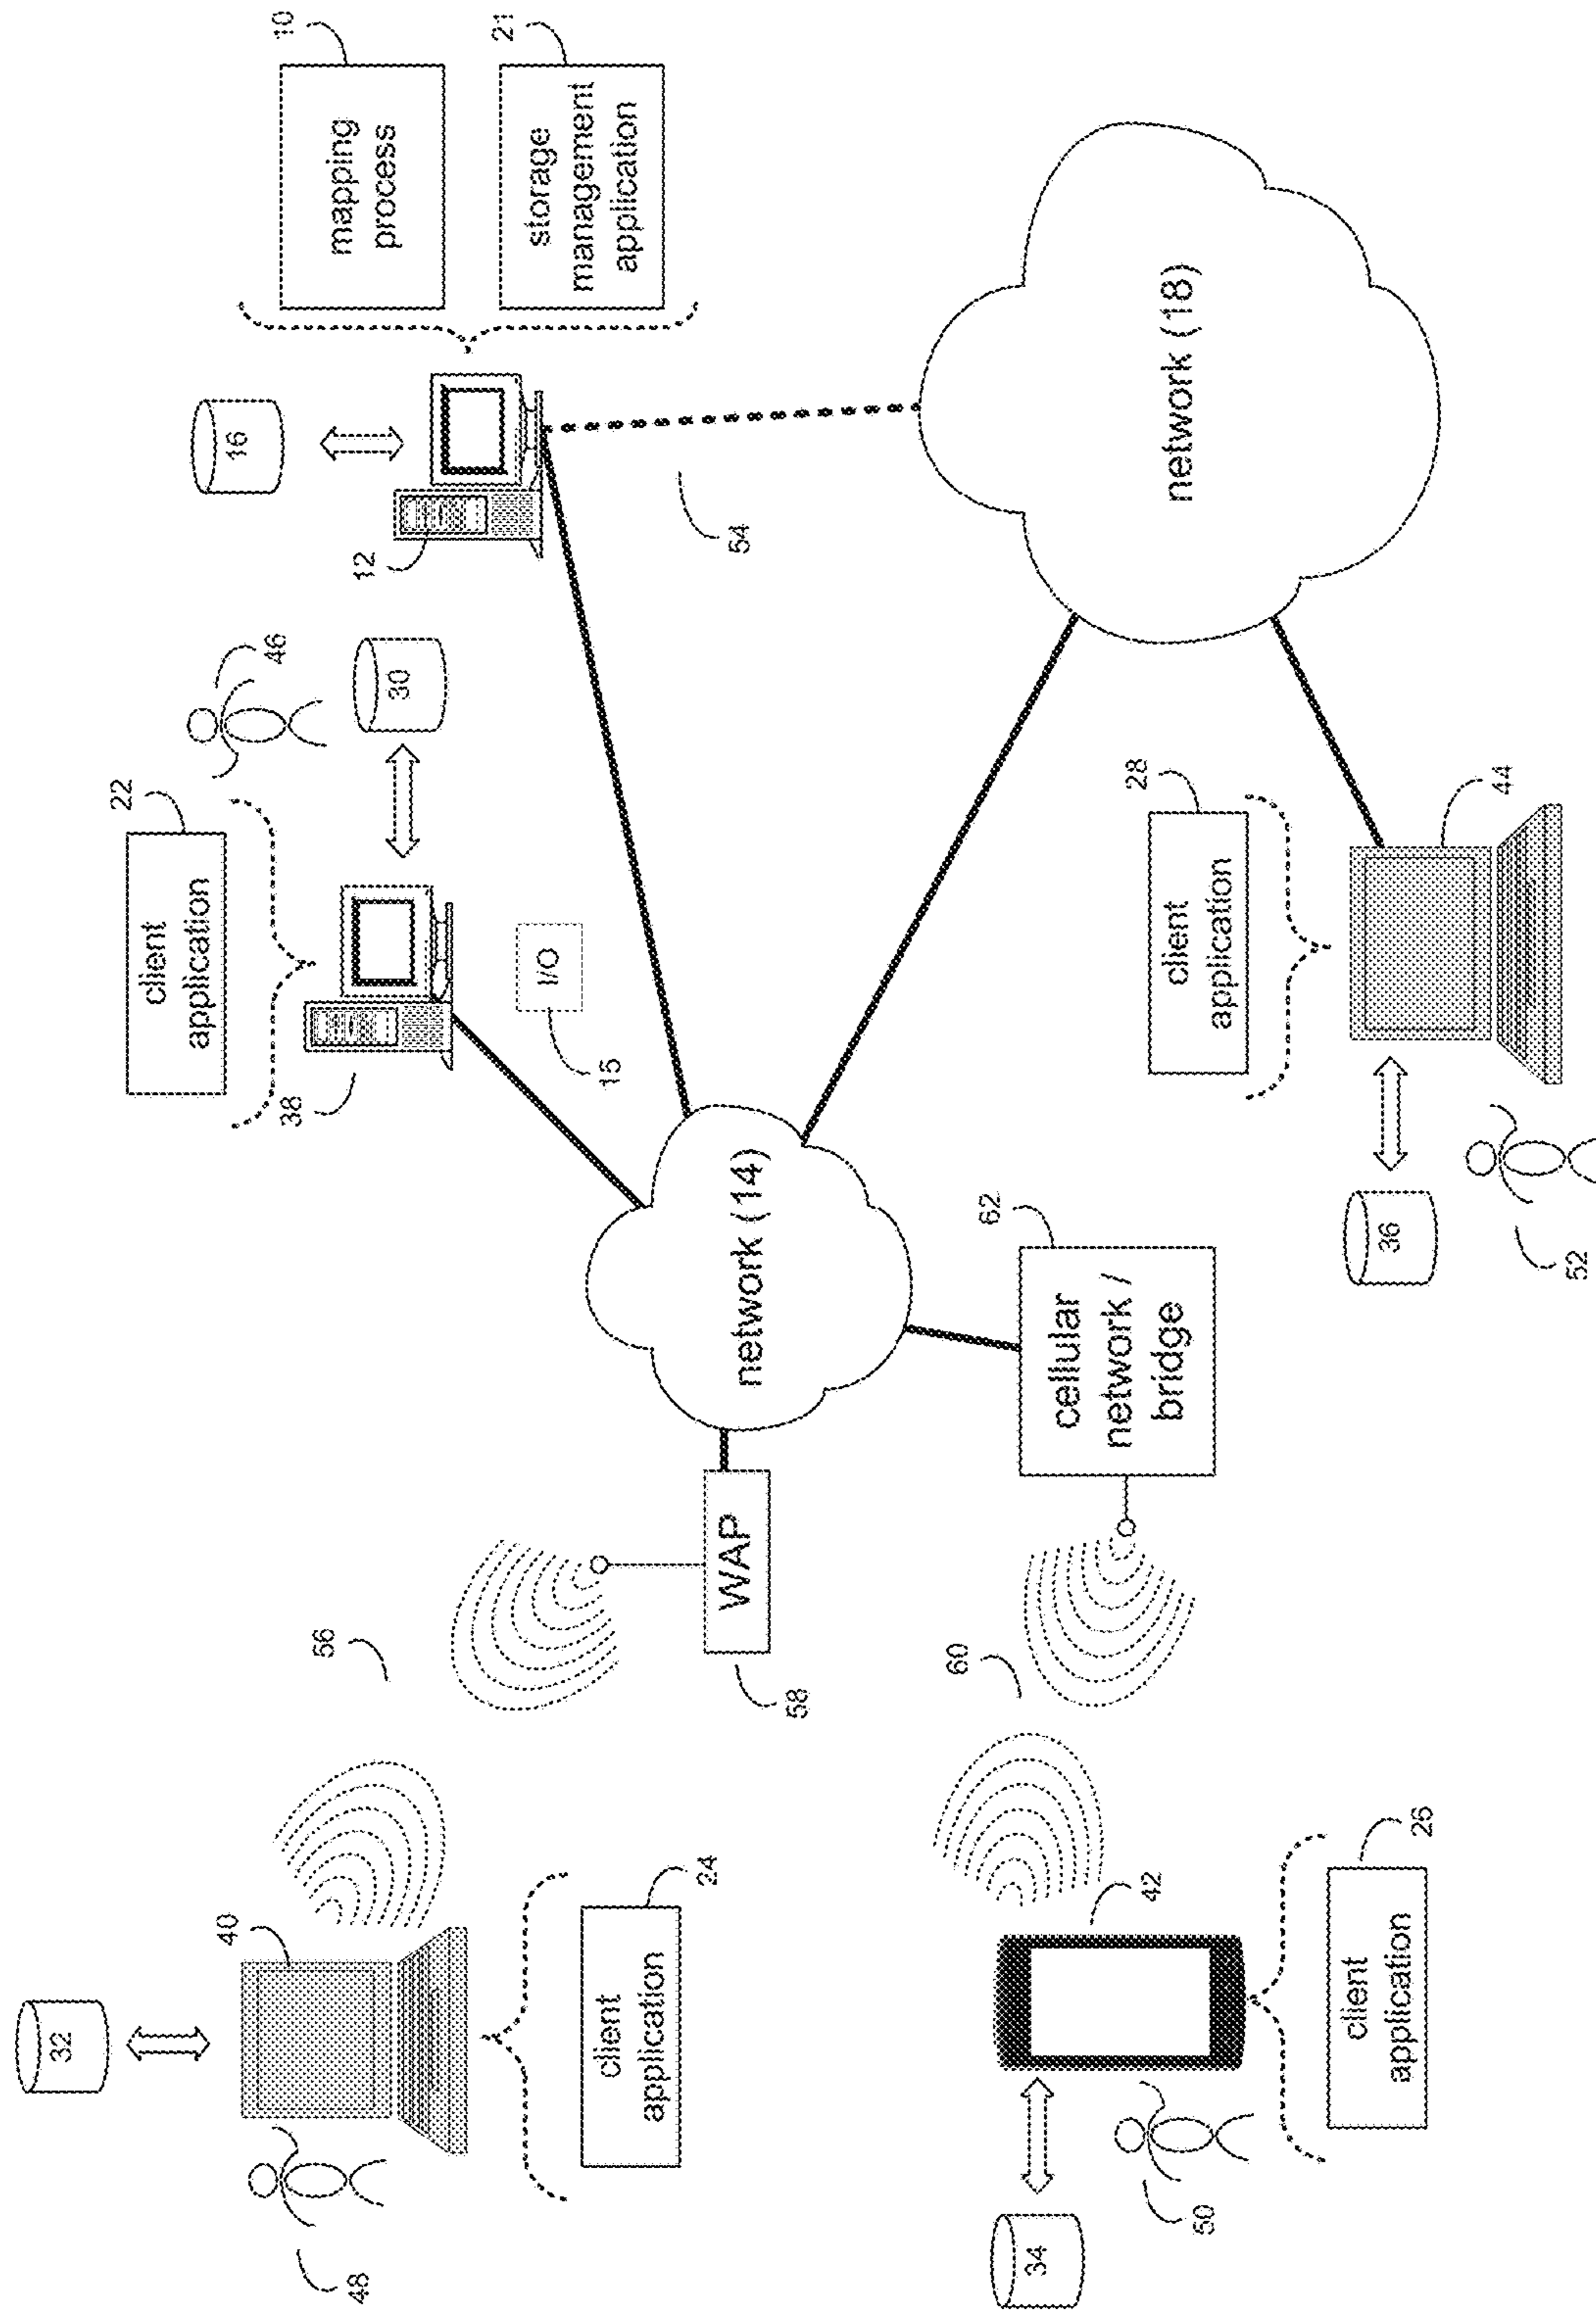 32
40
48
client
application
24
56
WAP
58
34
42
50
client
application
26
60
cellular
network /
bridge
62
network (14)
I/O
15
client
application
22
38
30
46
16
12
mapping
process
10
storage
management
application
21
54
network (18)
client
application
28
44
36
52